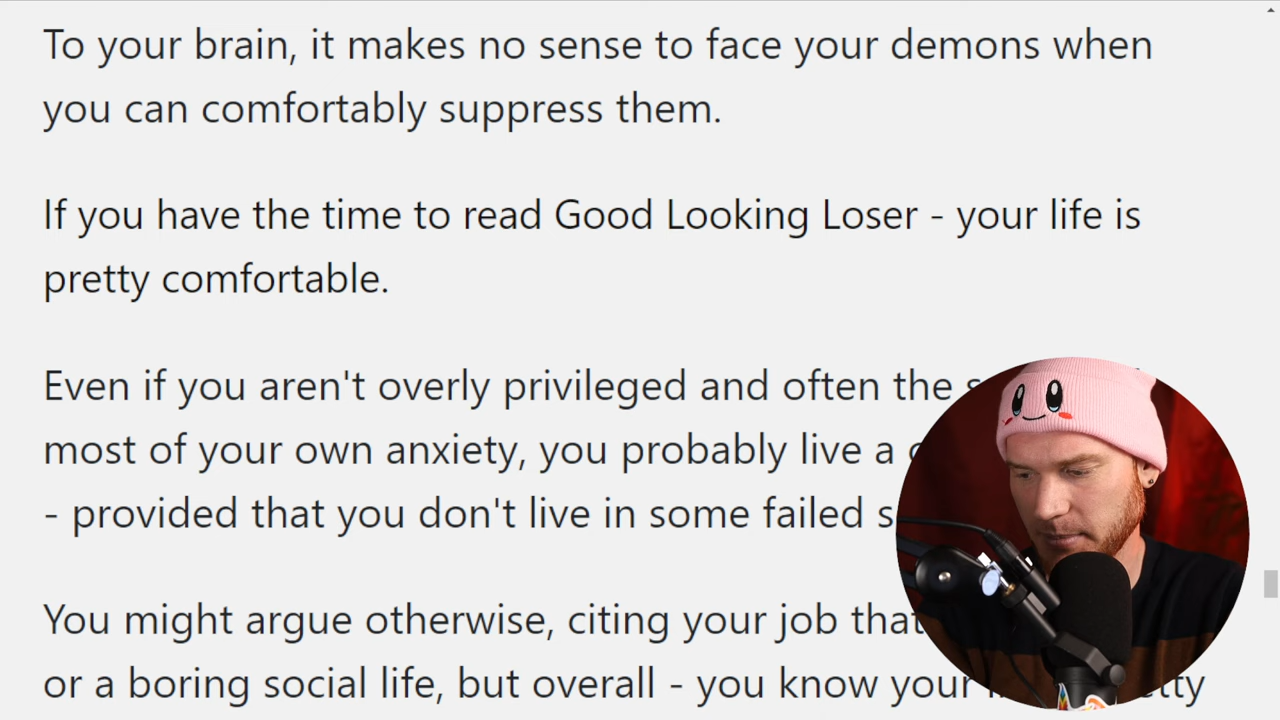 To your brain, it makes no sense to face your demons when
you can comfortably suppress them.
If you have the time to read Good Looking Loser - your life is
pretty comfortable.
Even if you aren't overly privileged and often the
most of your own anxiety, you probably live a
- provided that you don't live in some failed
You might argue otherwise, citing your job that
or a boring social life, but overall - you know your